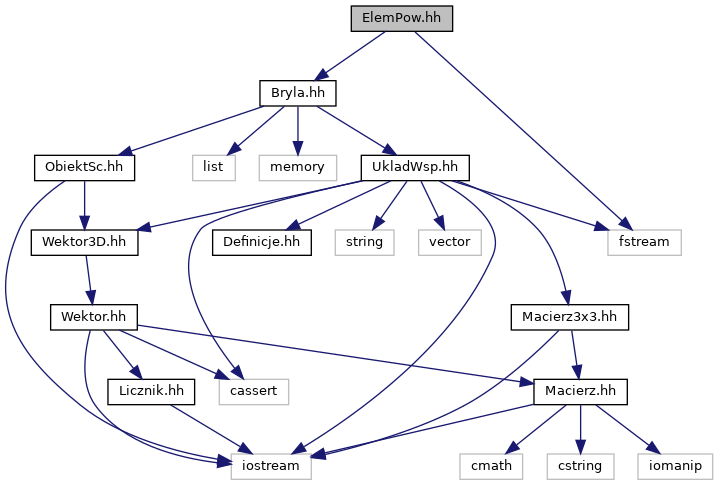 ElemPow.hh
Bryla.hh
ObiektSc.hh
list
memory
UkladWsp.hh
Wektor3D.hh
Definicje.hh
string
vector
fstream
Wektor.hh
Macierz3x3.hh
Licznik.hh
cassert
Macierz.hh
iostream
cmath
cstring
iomanip